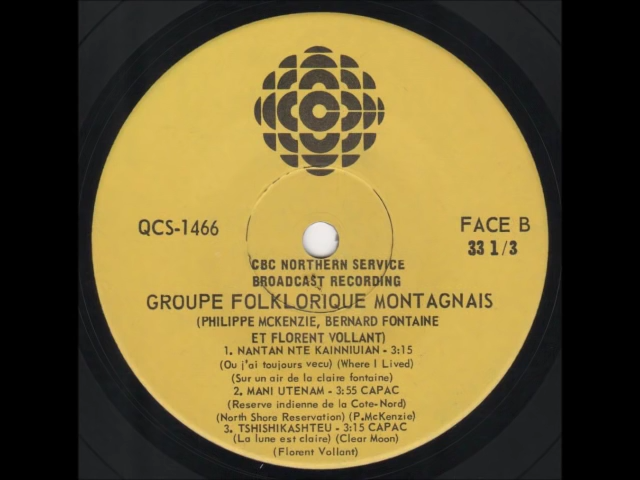 QCS-1466
FACE B
33 1/3
CBC NORTHERN SERVICE
BROADCAST RECORDING
GROUPE FOLKLORIQUE MONTAGNAIS
(PHILIPPE MCKENZIE, BERNARD FONTAINE
ET FLORENT VOLLANT)
1. NANTAN NTE KAINNIUIAN - 3:15
(Ou j'ai toujours vecu) (Where I Lived)
(Sur un air de la claire fontaine)
2. MANI UTENAM - 3:55 CAPAC
(Reserve indienne de la Cote-Nord)
(North Shore Reservation) (P.McKenzie)
3. TSHISHIKASHTEU - 3:15 CAPAC
(La lune est claire) (Clear Moon)
(Florent Vollant)